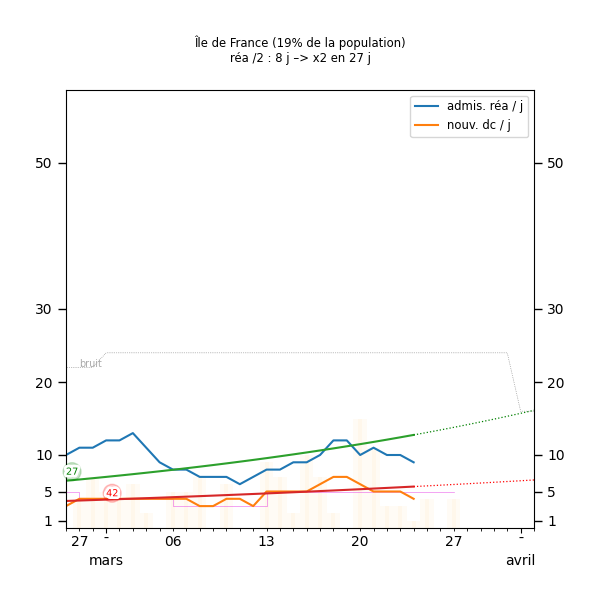 Île de France (19% de la population)
réa /2 : 8 j –> x2 en 27 j
admis. réa / j
nouv. dc / j
50 50
30 30
bruit
20 20
10 10
27
42
5 5
1 1
27 - 06 13 20 27 -
mars avril